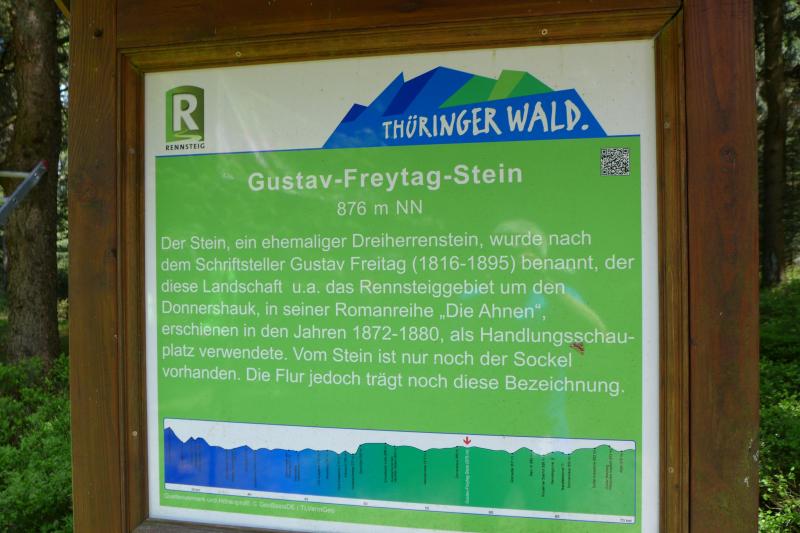 R
RENNSTEIG
THÜRINGER WALD.
Gustav-Freytag-Stein
876 m NN
Der Stein, ein ehemaliger Dreiherrenstein, wurde nach
dem Schriftsteller Gustav Freitag (1816-1895) benannt, der
diese Landschaft u.a. das Rennsteiggebiet um den
Donnershauk, in seiner Romanreihe „Die Ahnen“,
erschienen in den Jahren 1872-1880, als Handlungsschau-
platz verwendete. Vom Stein ist nur noch der Sockel
vorhanden. Die Flur jedoch trägt noch diese Bezeichnung.